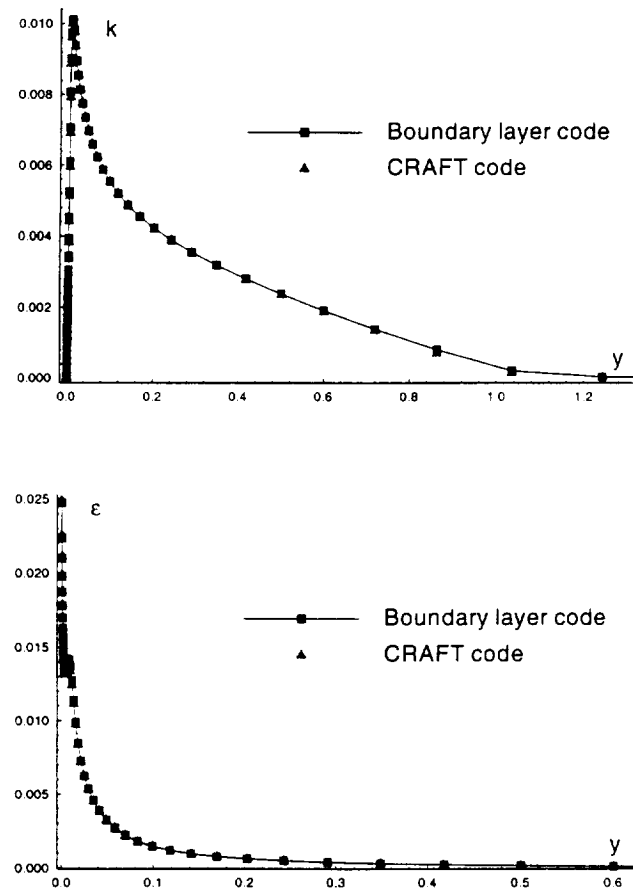 0.010
k
0.008
Boundary layer code
CRAFT code
0.006
0.004
0.002
y
0.000
0.0 0.2 0.4 0.6 0.8 1.0 1.2
0.025
ε
0.020
Boundary layer code
CRAFT code
0.015
0.010
0.005
y
0.000
0.0 0.1 0.2 0.3 0.4 0.5 0.6